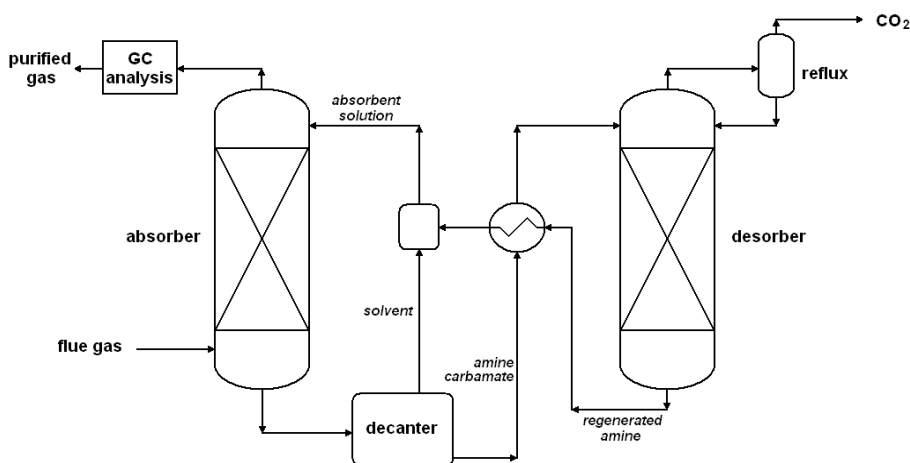 CO2
purified
gas
GC
analysis
reflux
absorbent
solution
absorber
desorber
solvent
flue gas
amine
carbamate
decanter
regenerated
amine